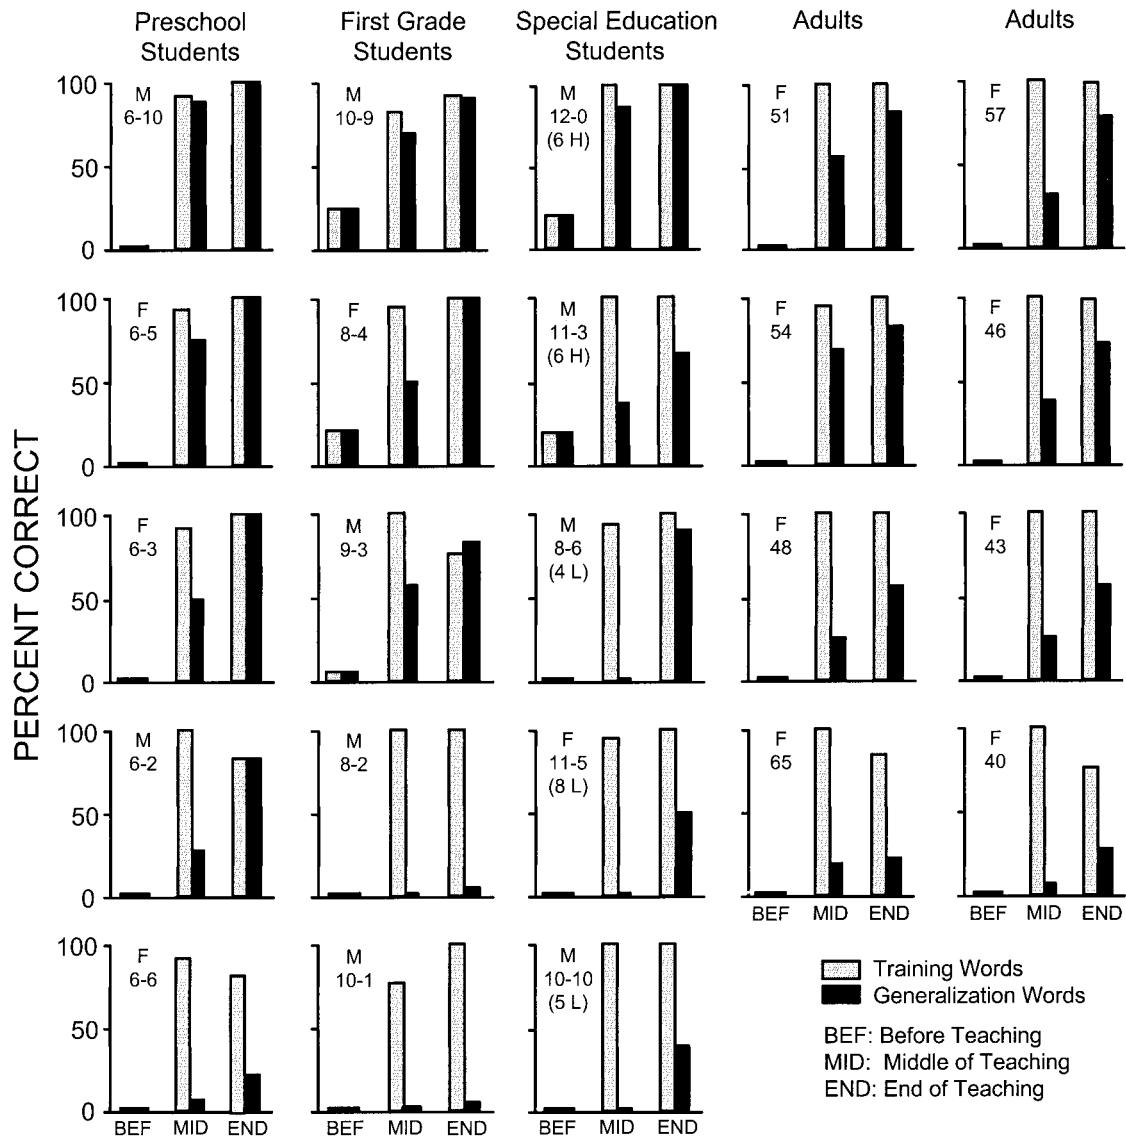 Preschool
Students
First Grade
Students
Special Education
Students
Adults
Adults
PERCENT CORRECT
100
50
0
M
6-10
M
10-9
M
12-0
(6 H)
F
51
F
57
100
50
0
F
6-5
F
8-4
M
11-3
(6 H)
F
54
F
46
100
50
0
F
6-3
M
9-3
M
8-6
(4 L)
F
48
F
43
100
50
0
M
6-2
M
8-2
F
11-5
(8 L)
F
65
F
40
BEF MID END
BEF MID END
100
50
0
F
6-6
M
10-1
M
10-10
(5 L)
BEF MID END
BEF MID END
BEF MID END
Training Words
Generalization Words
BEF: Before Teaching
MID: Middle of Teaching
END: End of Teaching